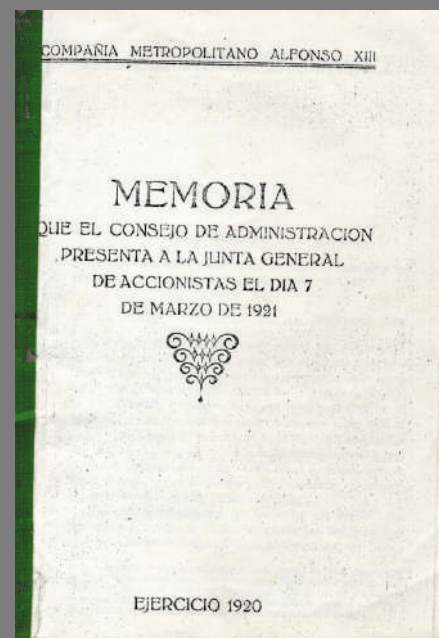 COMPAÑIA METROPOLITANO ALFONSO XIII
MEMORIA
QUE EL CONSEJO DE ADMINISTRACION
PRESENTA A LA JUNTA GENERAL
DE ACCIONISTAS EL DIA 7
DE MARZO DE 1921
EJERCICIO 1920